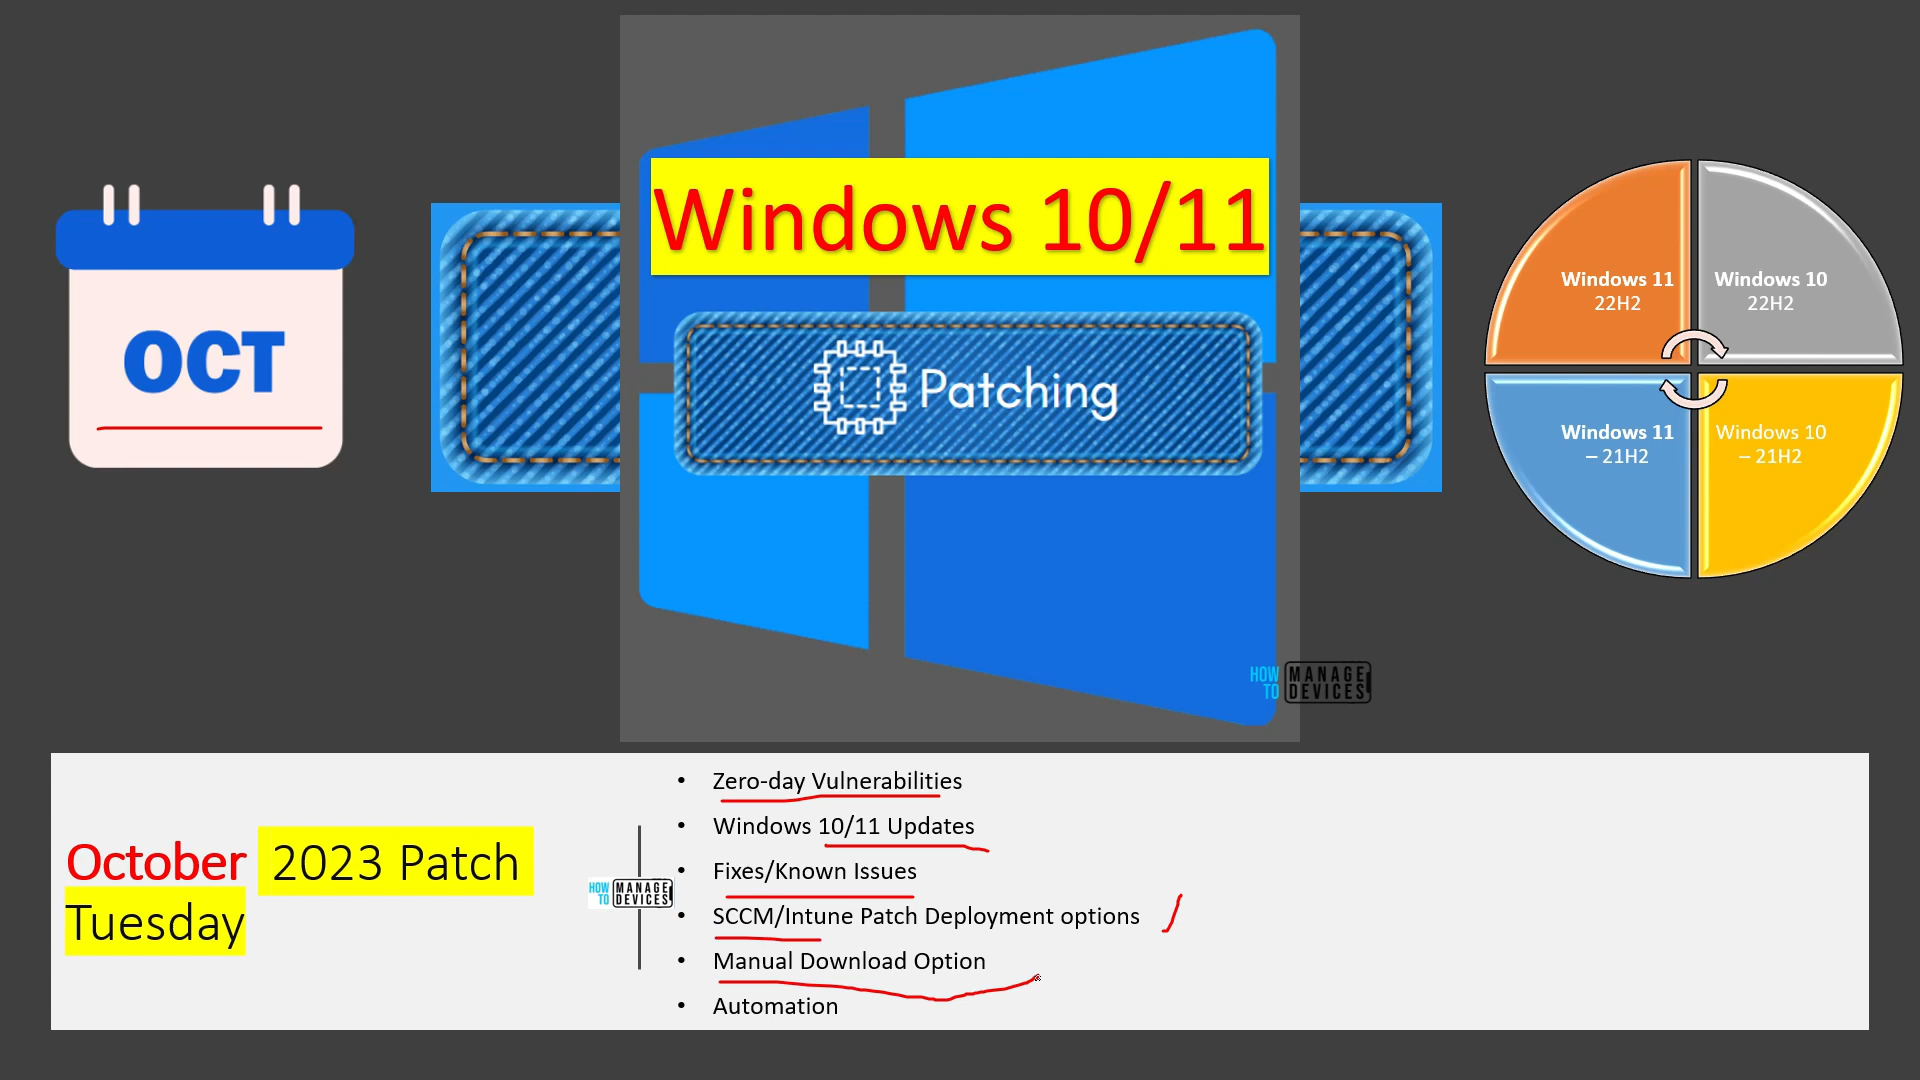 OCT
Windows 10/11
Patching
Windows 11
22H2
Windows 10
22H2
Windows 11
– 21H2
Windows 10
– 21H2
HOW TO MANAGE DEVICES
October 2023 Patch
Tuesday
HOW TO MANAGE DEVICES
• Zero-day Vulnerabilities
• Windows 10/11 Updates
• Fixes/Known Issues
• SCCM/Intune Patch Deployment options
• Manual Download Option
• Automation